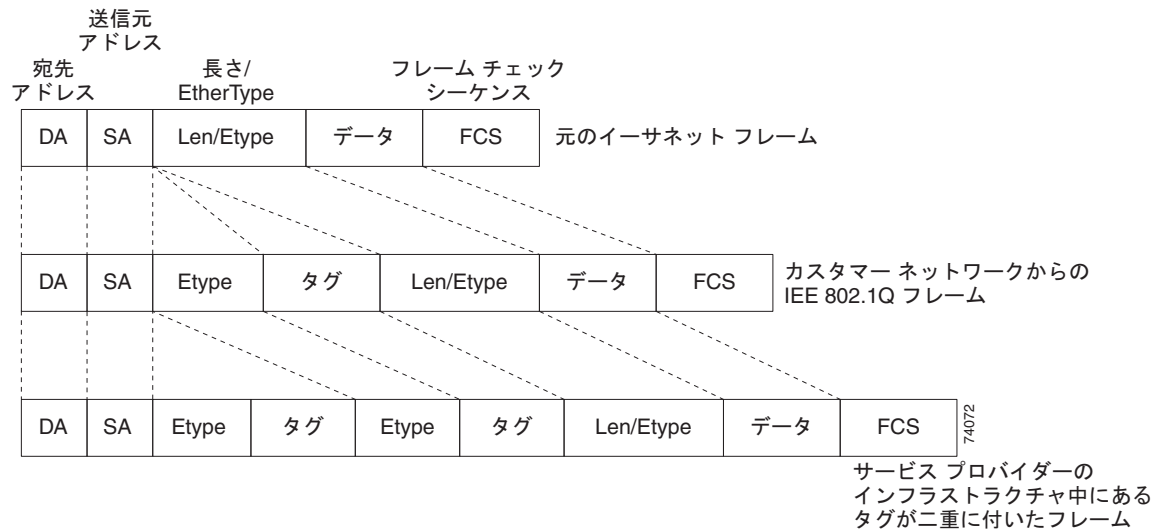 送信元
アドレス
宛先
アドレス
長さ/
EtherType
フレーム チェック
シーケンス
DA SA Len/Etype データ FCS 元のイーサネット フレーム
DA SA Etype タグ Len/Etype データ FCS
カスタマー ネットワークからの
IEE 802.1Q フレーム
DA SA Etype タグ Etype タグ Len/Etype データ FCS
74072
サービス プロバイダーの
インフラストラクチャ中にある
タグが二重に付いたフレーム